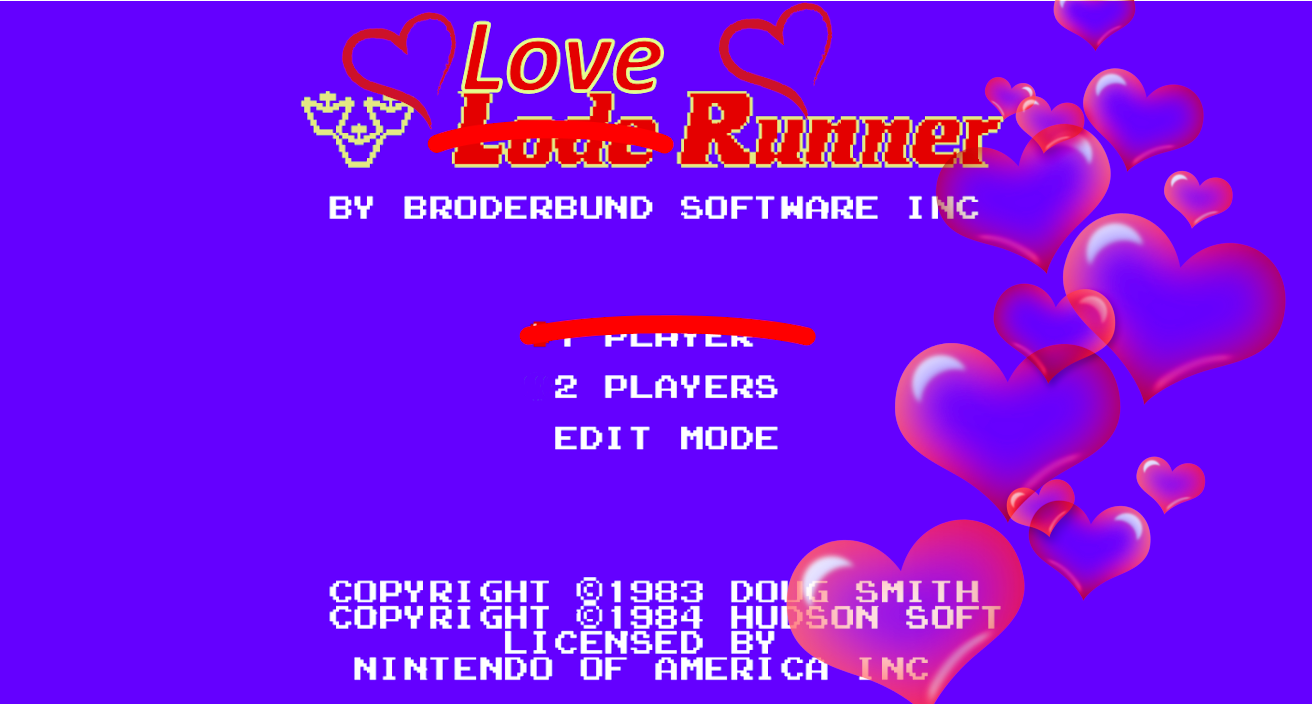 Love
Lode Runner
BY BRODERBUND SOFTWARE INC
1 PLAYER
2 PLAYERS
EDIT MODE
COPYRIGHT ©1983 DOUG SMITH
COPYRIGHT ©1984 HUDSON SOFT
LICENSED BY
NINTENDO OF AMERICA INC